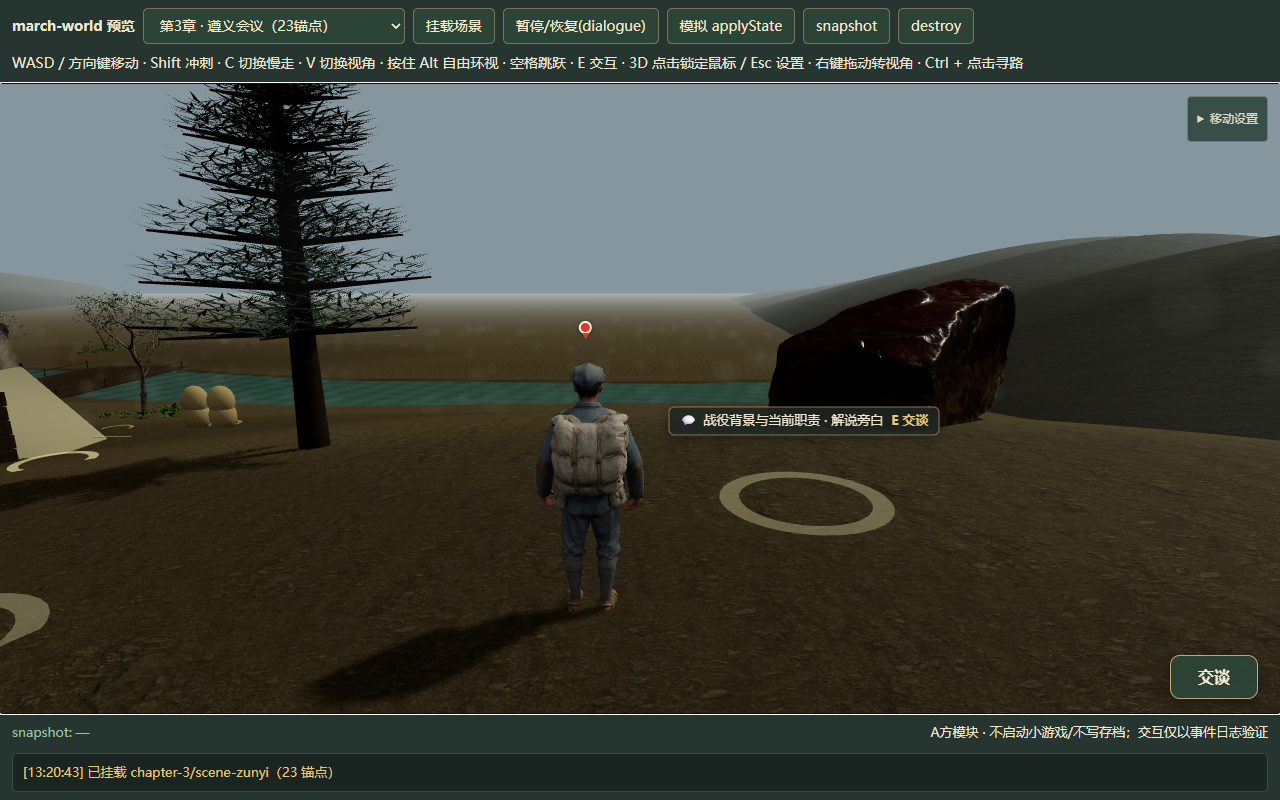 march-world 预览 第3章 · 遵义会议（23锚点） 挂载场景 暂停/恢复(dialogue) 模拟 applyState snapshot destroy
WASD / 方向键移动 · Shift 冲刺 · C 切换慢走 · V 切换视角 · 按住 Alt 自由环视 · 空格跳跃 · E 交互 · 3D 点击锁定鼠标 / Esc 设置 · 右键拖动转视角 · Ctrl + 点击寻路
▶ 移动设置
战役背景与当前职责 · 解说旁白 E 交谈
交谈
snapshot: —
A方模块 · 不启动小游戏/不写存档；交互仅以事件日志验证
[13:20:43] 已挂载 chapter-3/scene-zunyi（23 锚点）